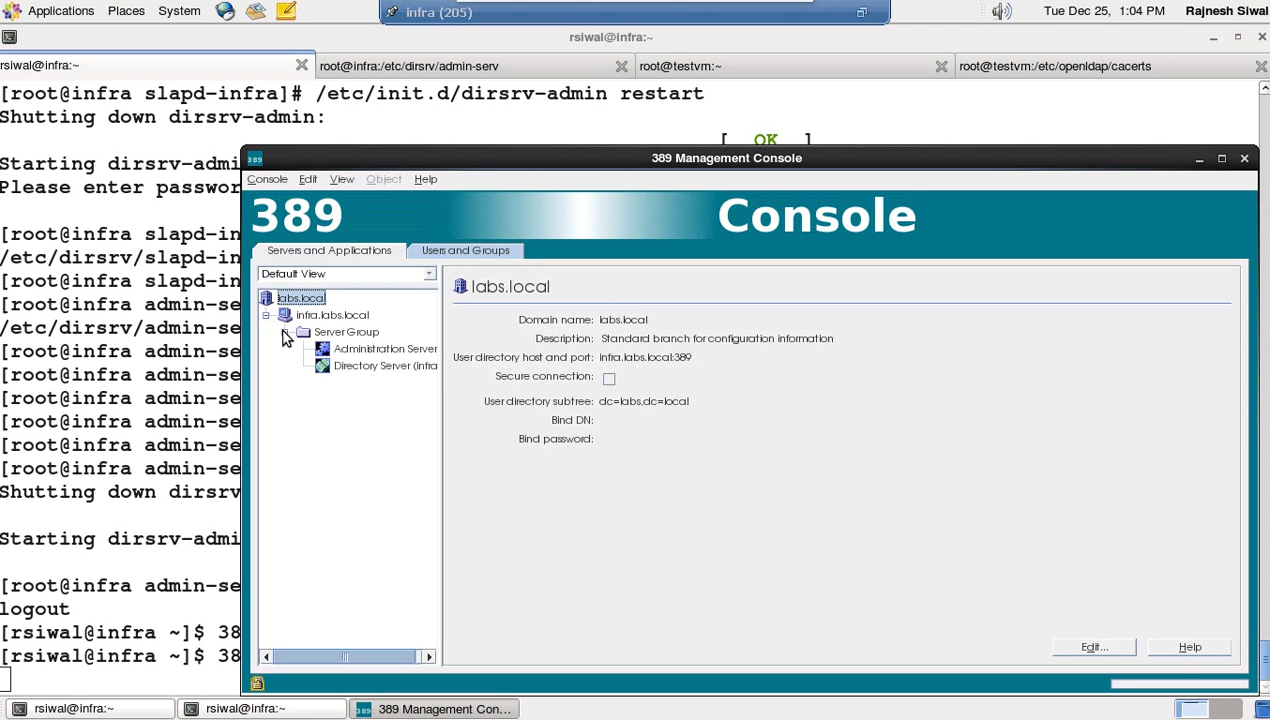 Applications Places System
infra (205)
Tue Dec 25, 1:04 PM Rajnesh Siwal
rsiwal@infra:~
rsiwal@infra:~
root@infra:/etc/dirsrv/admin-serv
root@testvm:~
root@testvm:/etc/openldap/cacerts
[root@infra slapd-infra]# /etc/init.d/dirsrv-admin restart
Shutting down dirsrv-admin:
[ OK ]
Starting dirsrv-admi
Please enter passwor
[root@infra slapd-in
/etc/dirsrv/slapd-in
[root@infra slapd-in
[root@infra admin-se
/etc/dirsrv/admin-se
[root@infra admin-se
[root@infra admin-se
[root@infra admin-se
[root@infra admin-se
[root@infra admin-se
[root@infra admin-se
Shutting down dirsrv
Starting dirsrv-admi
[root@infra admin-se
logout
[rsiwal@infra ~]$ 38
[rsiwal@infra ~]$ 38
389 389 Management Console
Console Edit View Object Help
389 Console
Servers and Applications Users and Groups
Default View
labs.local
infra.labs.local
Server Group
Administration Server
Directory Server (infra
labs.local
Domain name: labs.local
Description: Standard branch for configuration information
User directory host and port: infra.labs.local:389
Secure connection:
User directory subtree: dc=labs,dc=local
Bind DN:
Bind password:
Edit... Help
rsiwal@infra:~
rsiwal@infra:~
389 389 Management Cons...